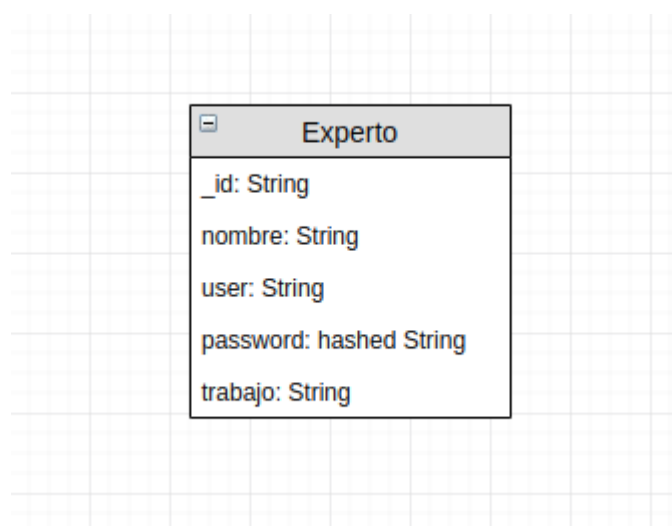 Experto
_id: String
nombre: String
user: String
password: hashed String
trabajo: String